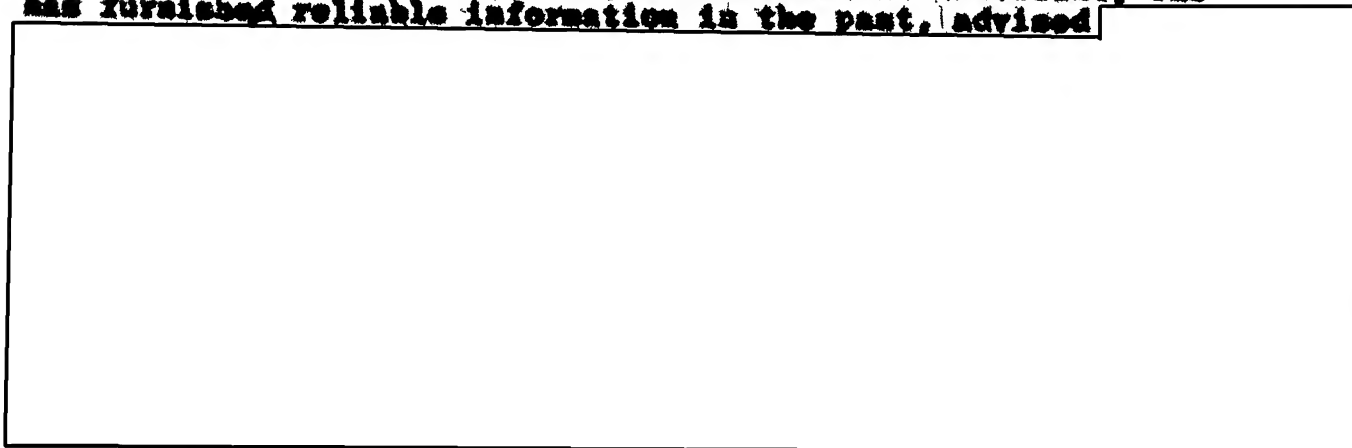 has furnished reliable information in the past, advised